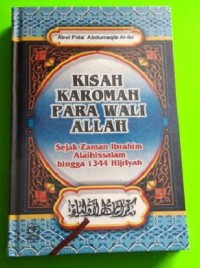 Abul Fida' Abdurraqib Al-Ibi
KISAH
KAROMAH
PARA WALI
ALLAH
Sejak Zaman Ibrahim
Alaihissalam
hingga 1344 Hijriyah